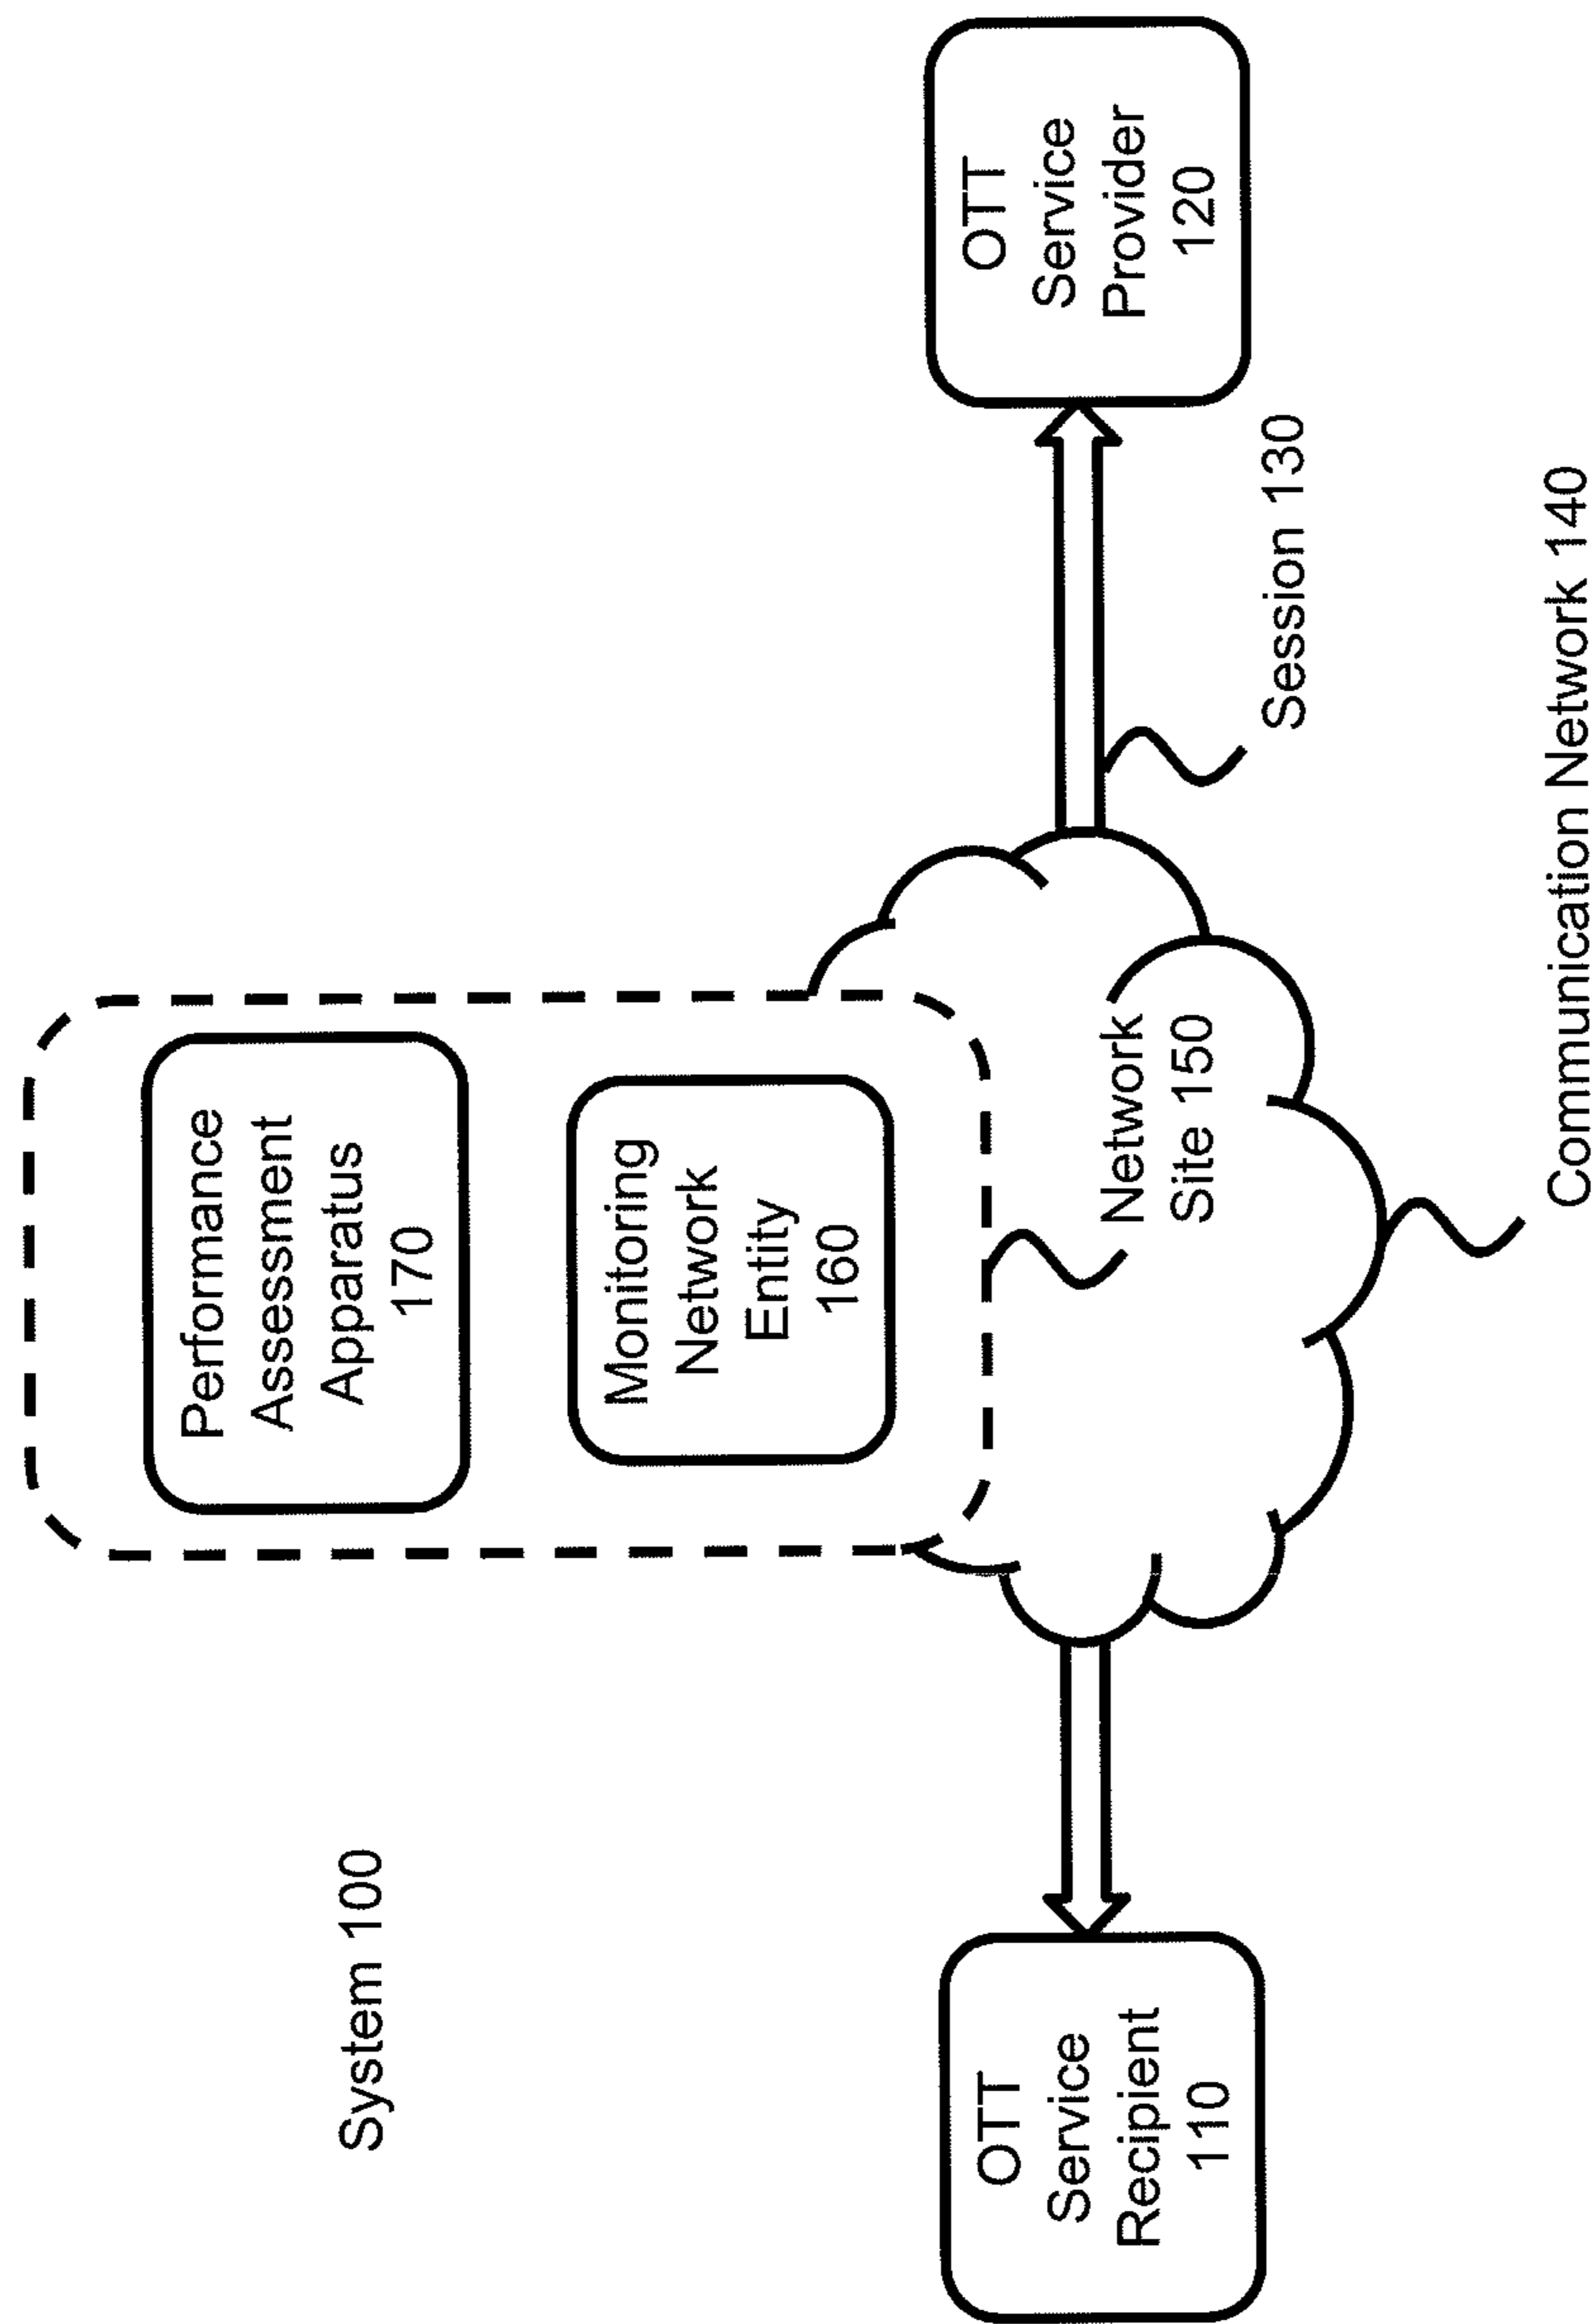 System 100
Performance
Assessment
Apparatus
170
Monitoring
Network
Entity
160
OTT
Service
Recipient
110
Network
Site 150
OTT
Service
Provider
120
Session 130
Communication Network 140